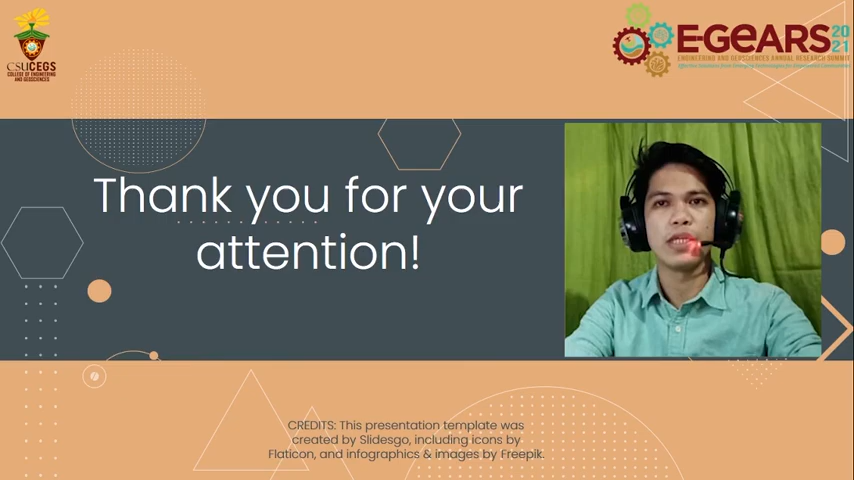 CSUCEGS
COLLEGE OF ENGINEERING
AND GEOSCIENCES
E-GEARS 2021
ENGINEERING AND GEOSCIENCES ANNUAL RESEARCH SUMMIT
Thank you for your
attention!
CREDITS: This presentation template was
created by Slidesgo, including icons by
Flaticon, and infographics & images by Freepik.